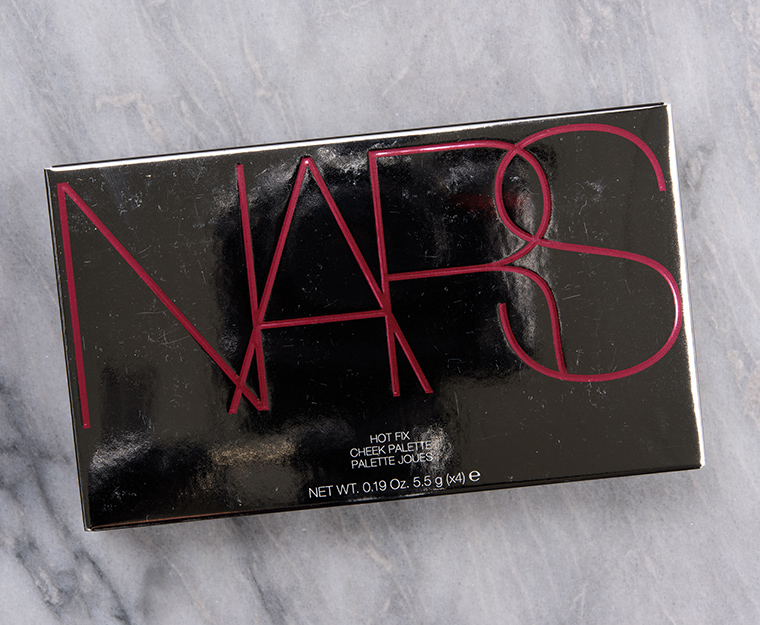 NARS
HOT FIX
CHEEK PALETTE
PALETTE JOUES
NET WT. 0.19 Oz. 5.5 g (x4) ℮